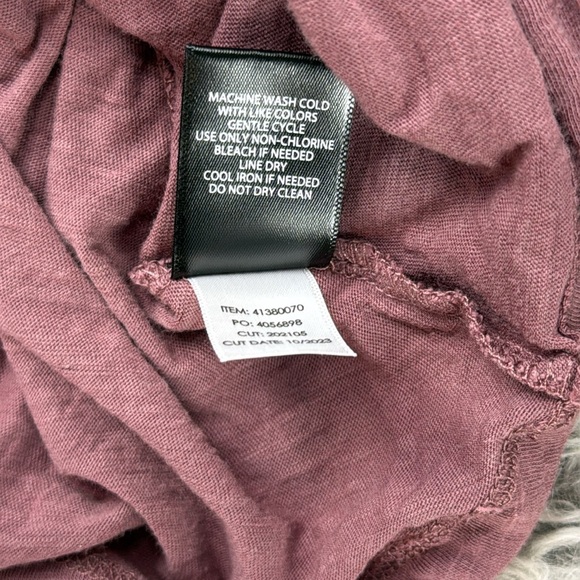 MACHINE WASH COLD
WITH LIKE COLORS
GENTLE CYCLE
USE ONLY NON-CHLORINE
BLEACH IF NEEDED
LINE DRY
COOL IRON IF NEEDED
DO NOT DRY CLEAN
ITEM: 41380070
PO: 4056898
CUT: 202105
CUT DATE: 10/2023